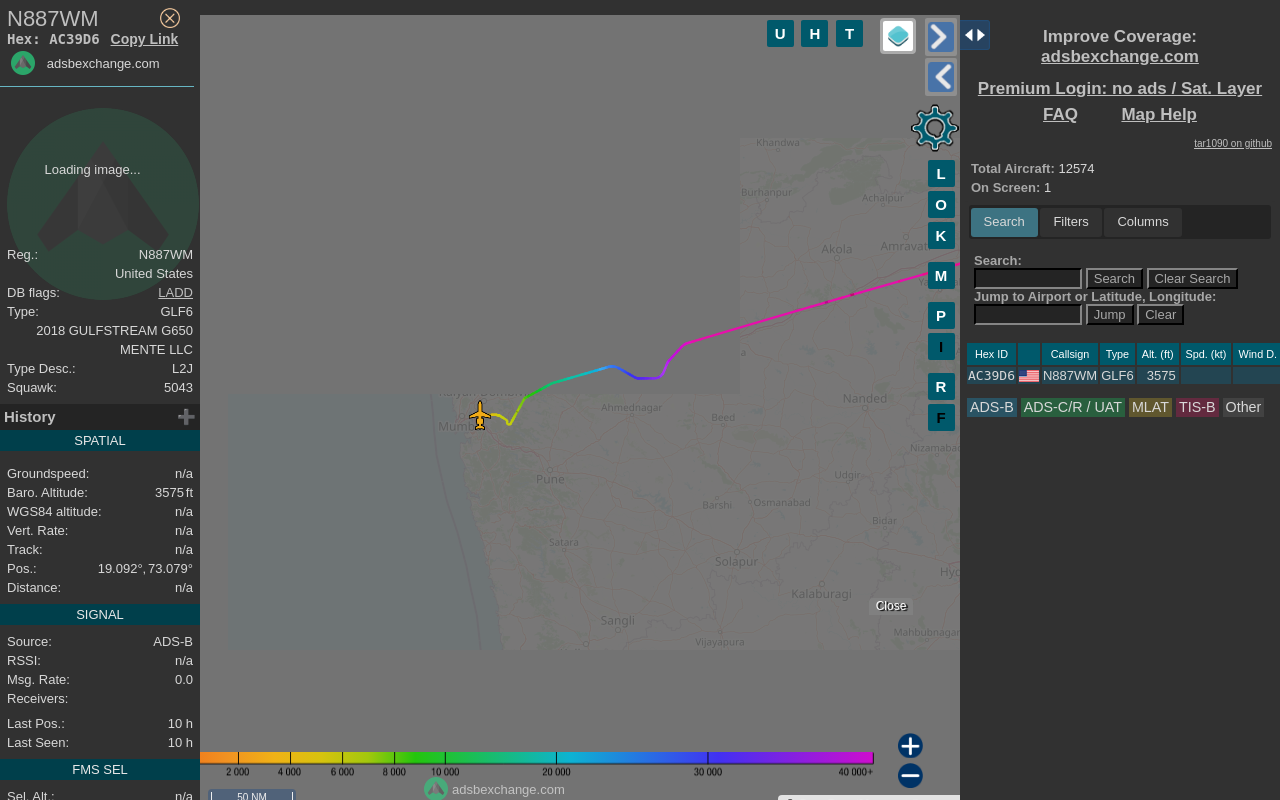 N887WM
Hex: AC39D6 Copy Link
adsbexchange.com
Loading image...
Reg.: N887WM
United States
DB flags: LADD
Type: GLF6
2018 GULFSTREAM G650
MENTE LLC
Type Desc.: L2J
Squawk: 5043
History
SPATIAL
Groundspeed: n/a
Baro. Altitude: 3575 ft
WGS84 altitude: n/a
Vert. Rate: n/a
Track: n/a
Pos.: 19.092°, 73.079°
Distance: n/a
SIGNAL
Source: ADS-B
RSSI: n/a
Msg. Rate: 0.0
Receivers:
Last Pos.: 10 h
Last Seen: 10 h
FMS SEL
Sel. Alt.: n/a
U H T
L
O
K
M
P
I
R
F
Khandwa
Burhanpur
Achalpur
Akola
Amravat
Ahmednagar
Beed
Nanded
Mumb
Pune
Nizamabad
Udgir
Barshi
Osmanabad
Bidar
Satara
Solapur
Hyd
Kalaburagi
Close
Sangli
Vijayapura
Mahbubnagar
2 000 4 000 6 000 8 000 10 000 20 000 30 000 40 000+
adsbexchange.com
50 NM
Improve Coverage:
adsbexchange.com
Premium Login: no ads / Sat. Layer
FAQ Map Help
tar1090 on github
Total Aircraft: 12574
On Screen: 1
Search Filters Columns
Search:
Search Clear Search
Jump to Airport or Latitude, Longitude:
Jump Clear
Hex ID Callsign Type Alt. (ft) Spd. (kt) Wind D.
AC39D6 N887WM GLF6 3575
ADS-B ADS-C/R / UAT MLAT TIS-B Other